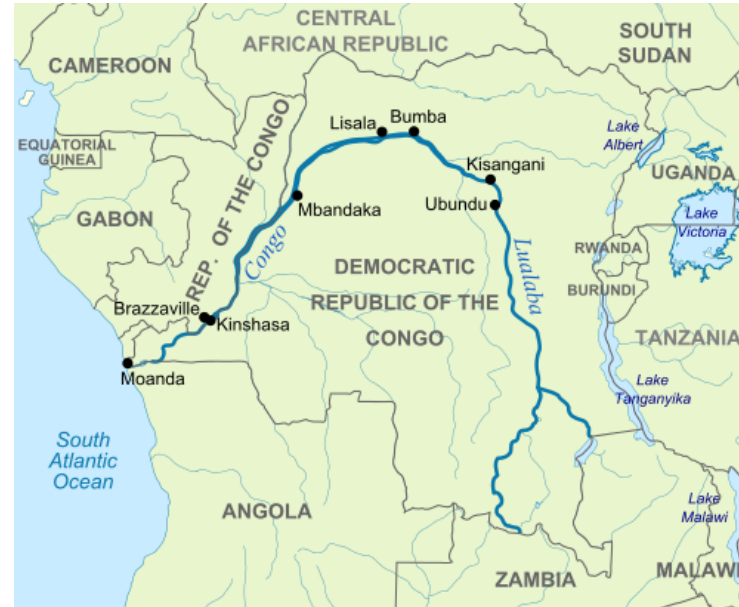 CENTRAL
AFRICAN REPUBLIC
SOUTH
SUDAN
CAMEROON
Lisala
Bumba
Lake
Albert
EQUATORIAL
GUINEA
REP. OF THE CONGO
Kisangani
UGANDA
Mbandaka
Ubundu
GABON
Lake
Victoria
Congo
Lualaba
RWANDA
DEMOCRATIC
REPUBLIC OF THE
CONGO
BURUNDI
Brazzaville
Kinshasa
TANZANIA
Moanda
Lake
Tanganyika
South
Atlantic
Ocean
ANGOLA
Lake
Malawi
ZAMBIA
MALAWI